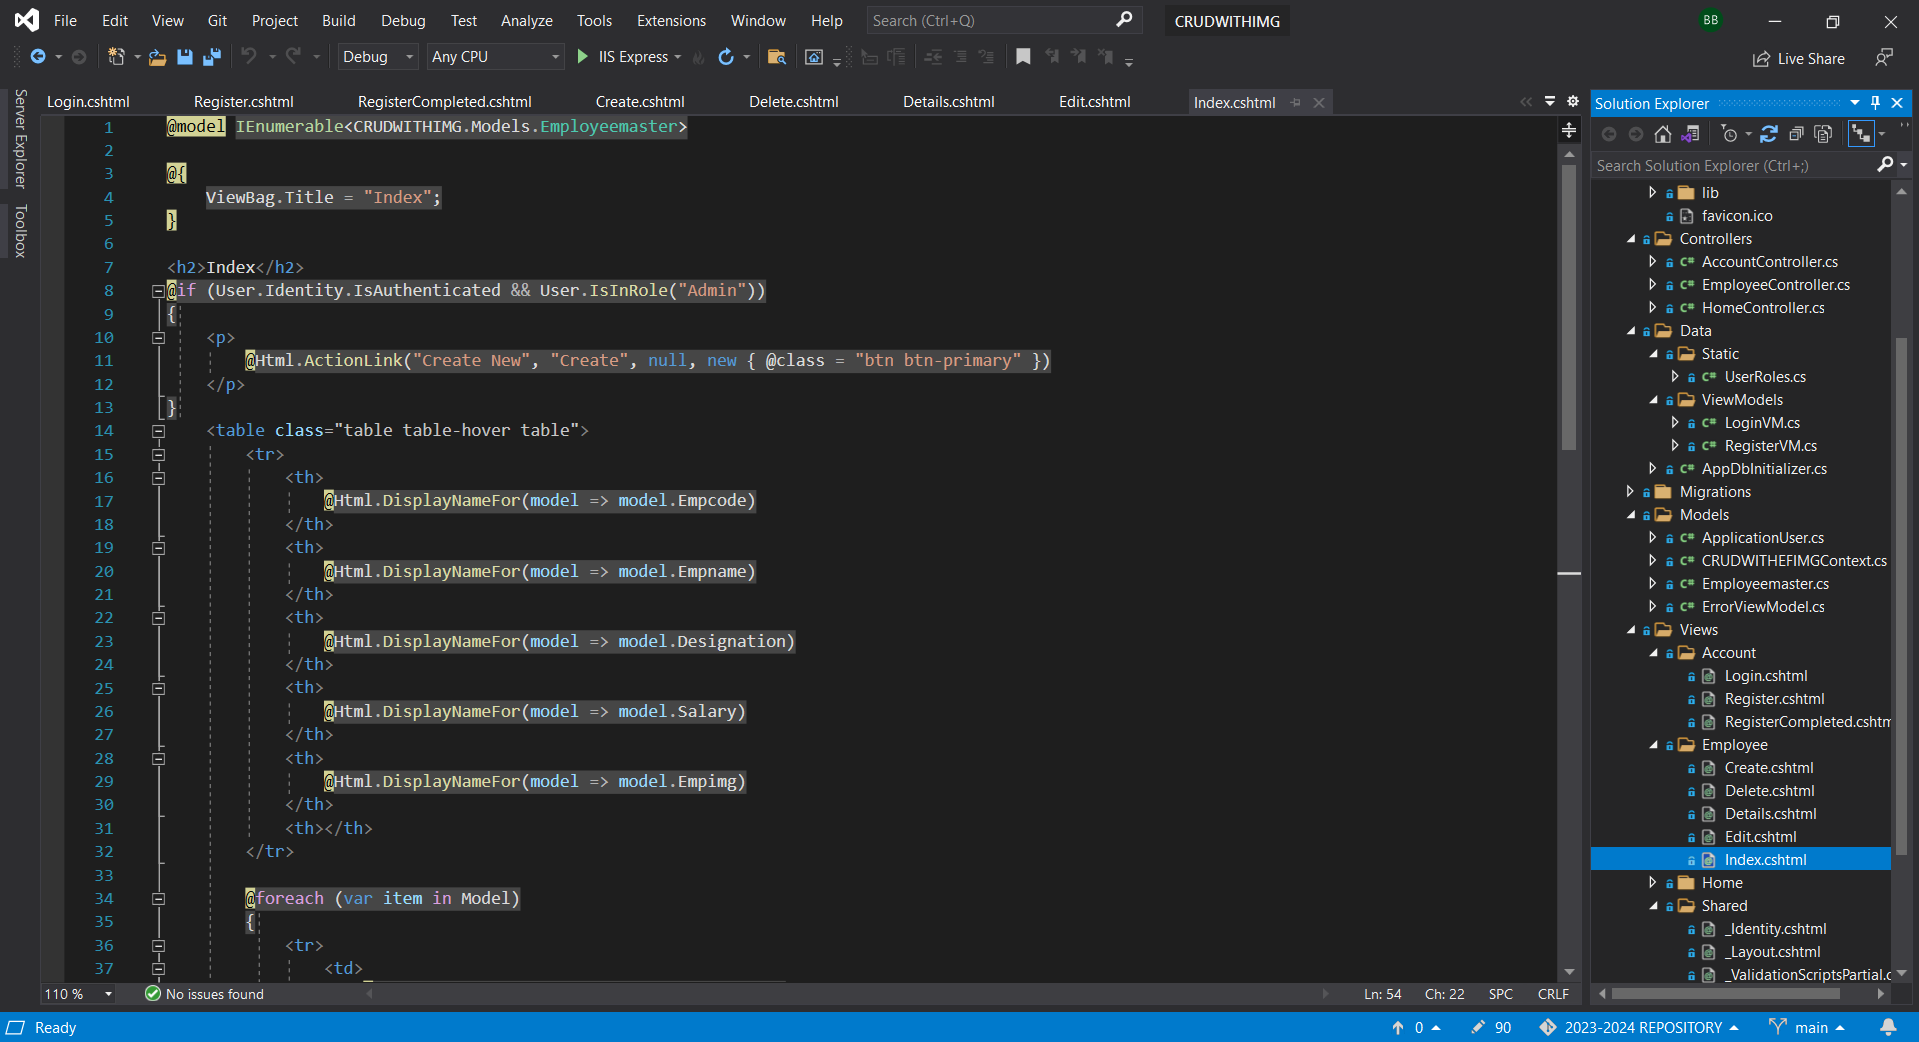 File Edit View Git Project Build Debug Test Analyze Tools Extensions Window Help Search (Ctrl+Q) CRUDWITHIMG BB
Debug Any CPU IIS Express Live Share
Server Explorer
Toolbox
Login.cshtml Register.cshtml RegisterCompleted.cshtml Create.cshtml Delete.cshtml Details.cshtml Edit.cshtml Index.cshtml
1 @model IEnumerable<CRUDWITHIMG.Models.Employeemaster>
2
3 @{
4 ViewBag.Title = "Index";
5 }
6
7 <h2>Index</h2>
8 @if (User.Identity.IsAuthenticated && User.IsInRole("Admin"))
9 {
10 <p>
11 @Html.ActionLink("Create New", "Create", null, new { @class = "btn btn-primary" })
12 </p>
13 }
14 <table class="table table-hover table">
15 <tr>
16 <th>
17 @Html.DisplayNameFor(model => model.Empcode)
18 </th>
19 <th>
20 @Html.DisplayNameFor(model => model.Empname)
21 </th>
22 <th>
23 @Html.DisplayNameFor(model => model.Designation)
24 </th>
25 <th>
26 @Html.DisplayNameFor(model => model.Salary)
27 </th>
28 <th>
29 @Html.DisplayNameFor(model => model.Empimg)
30 </th>
31 <th></th>
32 </tr>
33
34 @foreach (var item in Model)
35 {
36 <tr>
37 <td>
110 % No issues found Ln: 54 Ch: 22 SPC CRLF
Solution Explorer
Search Solution Explorer (Ctrl+;)
lib
favicon.ico
Controllers
C# AccountController.cs
C# EmployeeController.cs
C# HomeController.cs
Data
Static
C# UserRoles.cs
ViewModels
C# LoginVM.cs
C# RegisterVM.cs
C# AppDbInitializer.cs
Migrations
Models
C# ApplicationUser.cs
C# CRUDWITHEFIMGContext.cs
C# Employeemaster.cs
C# ErrorViewModel.cs
Views
Account
Login.cshtml
Register.cshtml
RegisterCompleted.cshtm
Employee
Create.cshtml
Delete.cshtml
Details.cshtml
Edit.cshtml
Index.cshtml
Home
Shared
_Identity.cshtml
_Layout.cshtml
_ValidationScriptsPartial.c
Ready 0 90 2023-2024 REPOSITORY main